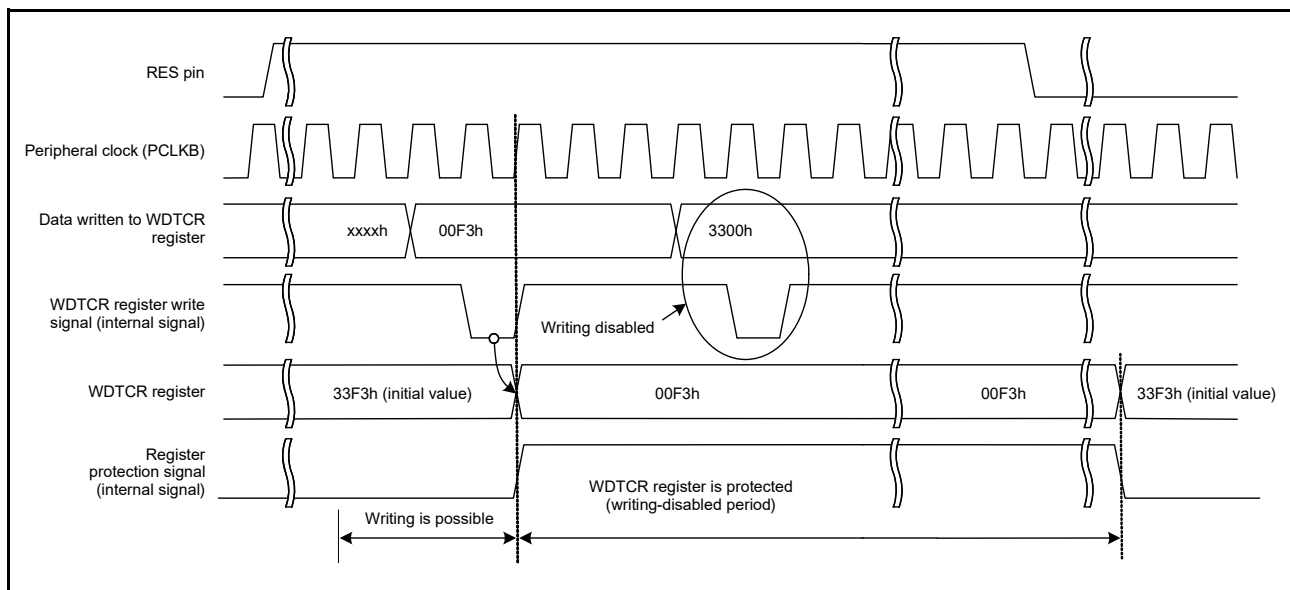 RES pin
Peripheral clock (PCLKB)
Data written to WDTCR
register
xxxxh
00F3h
3300h
WDTCR register write
signal (internal signal)
Writing disabled
WDTCR register
33F3h (initial value)
00F3h
00F3h
33F3h (initial value)
Register
protection signal
(internal signal)
WDTCR register is protected
(writing-disabled period)
Writing is possible